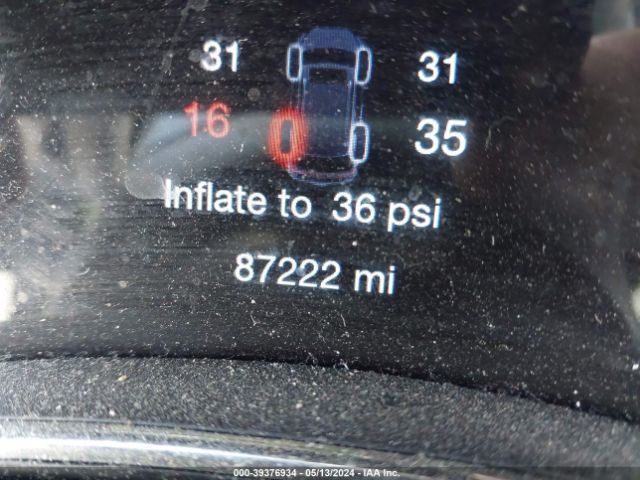 31 31
16 35
Inflate to 36 psi
87222 mi
000-39376934 - 05/13/2024 - IAA Inc.